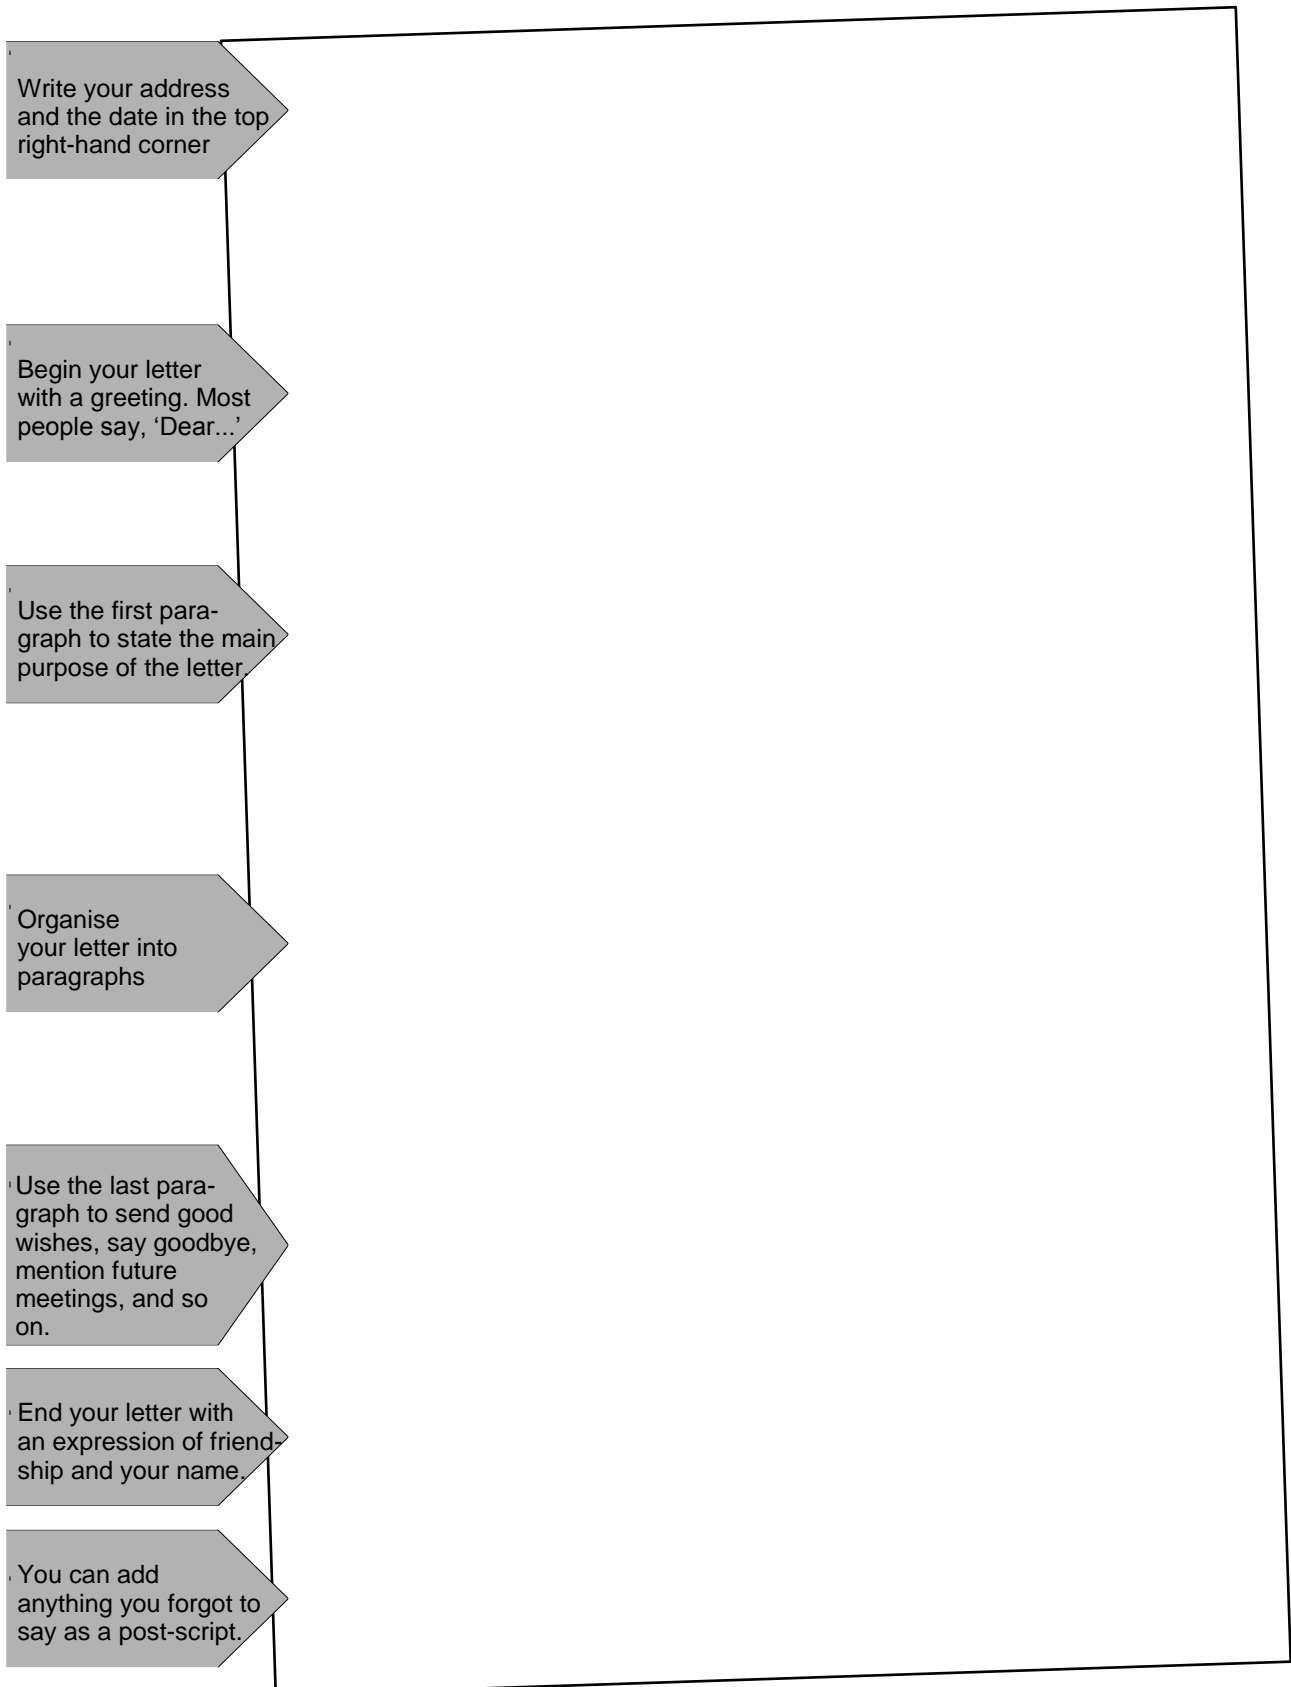 Write your address
and the date in the top
right-hand corner
Begin your letter
with a greeting. Most
people say, ‘Dear...’
Use the first para-
graph to state the main
purpose of the letter.
Organise
your letter into
paragraphs
Use the last para-
graph to send good
wishes, say goodbye,
mention future
meetings, and so
on.
End your letter with
an expression of friend-
ship and your name.
You can add
anything you forgot to
say as a post-script.